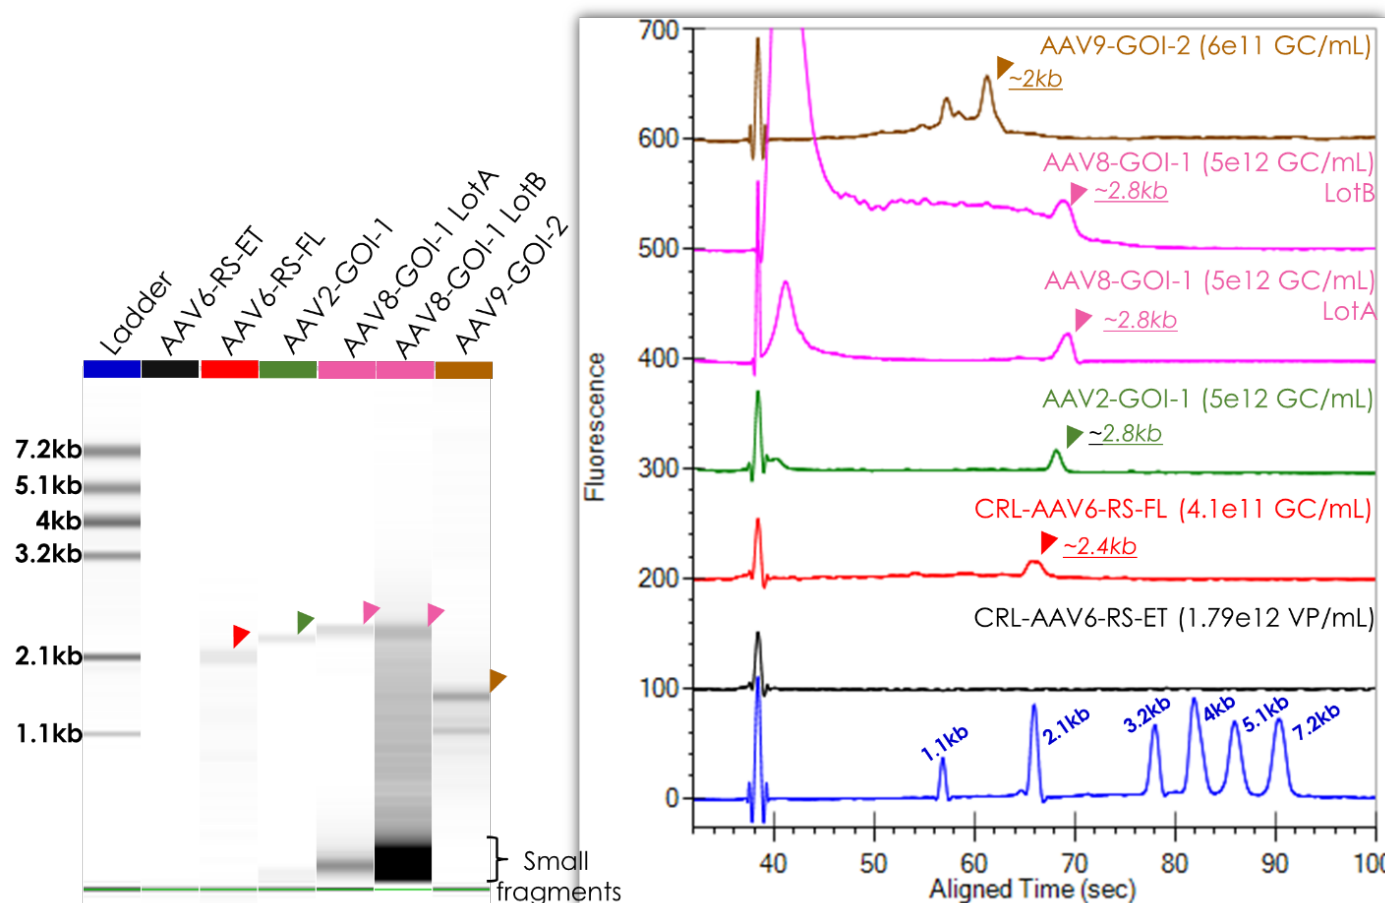 Ladder
AAV6-RS-ET
AAV6-RS-FL
AAV2-GOI-1
AAV8-GOI-1 LotA
AAV8-GOI-1 LotB
AAV9-GOI-2
7.2kb
5.1kb
4kb
3.2kb
2.1kb
1.1kb
Small
fragments
Fluorescence
700
600
500
400
300
200
100
0
AAV9-GOI-2 (6e11 GC/mL)
~2kb
AAV8-GOI-1 (5e12 GC/mL)
LotB
~2.8kb
AAV8-GOI-1 (5e12 GC/mL)
LotA
~2.8kb
AAV2-GOI-1 (5e12 GC/mL)
~2.8kb
CRL-AAV6-RS-FL (4.1e11 GC/mL)
~2.4kb
CRL-AAV6-RS-ET (1.79e12 VP/mL)
1.1kb
2.1kb
3.2kb
4kb
5.1kb
7.2kb
40 50 60 70 80 90 100
Aligned Time (sec)